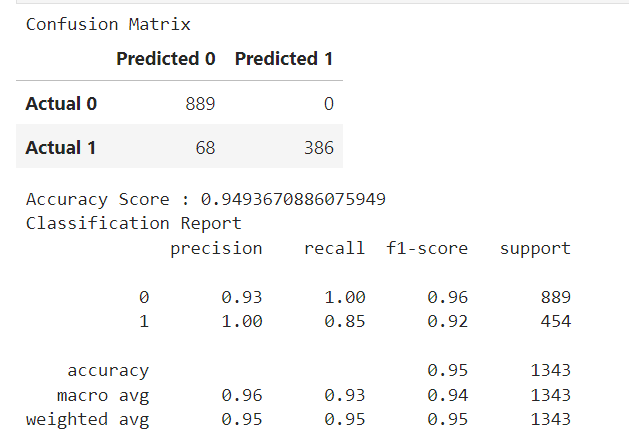 Confusion Matrix
Predicted 0 Predicted 1
Actual 0 889 0
Actual 1 68 386
Accuracy Score : 0.9493670886075949
Classification Report
precision recall f1-score support
0 0.93 1.00 0.96 889
1 1.00 0.85 0.92 454
accuracy 0.95 1343
macro avg 0.96 0.93 0.94 1343
weighted avg 0.95 0.95 0.95 1343